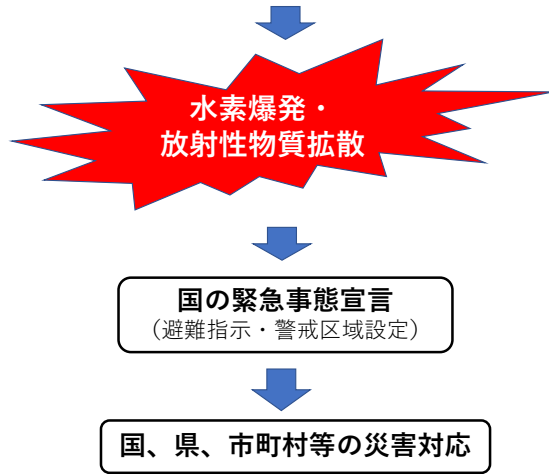 水素爆発・
放射性物質拡散
国の緊急事態宣言
（避難指示・警戒区域設定）
国、県、市町村等の災害対応